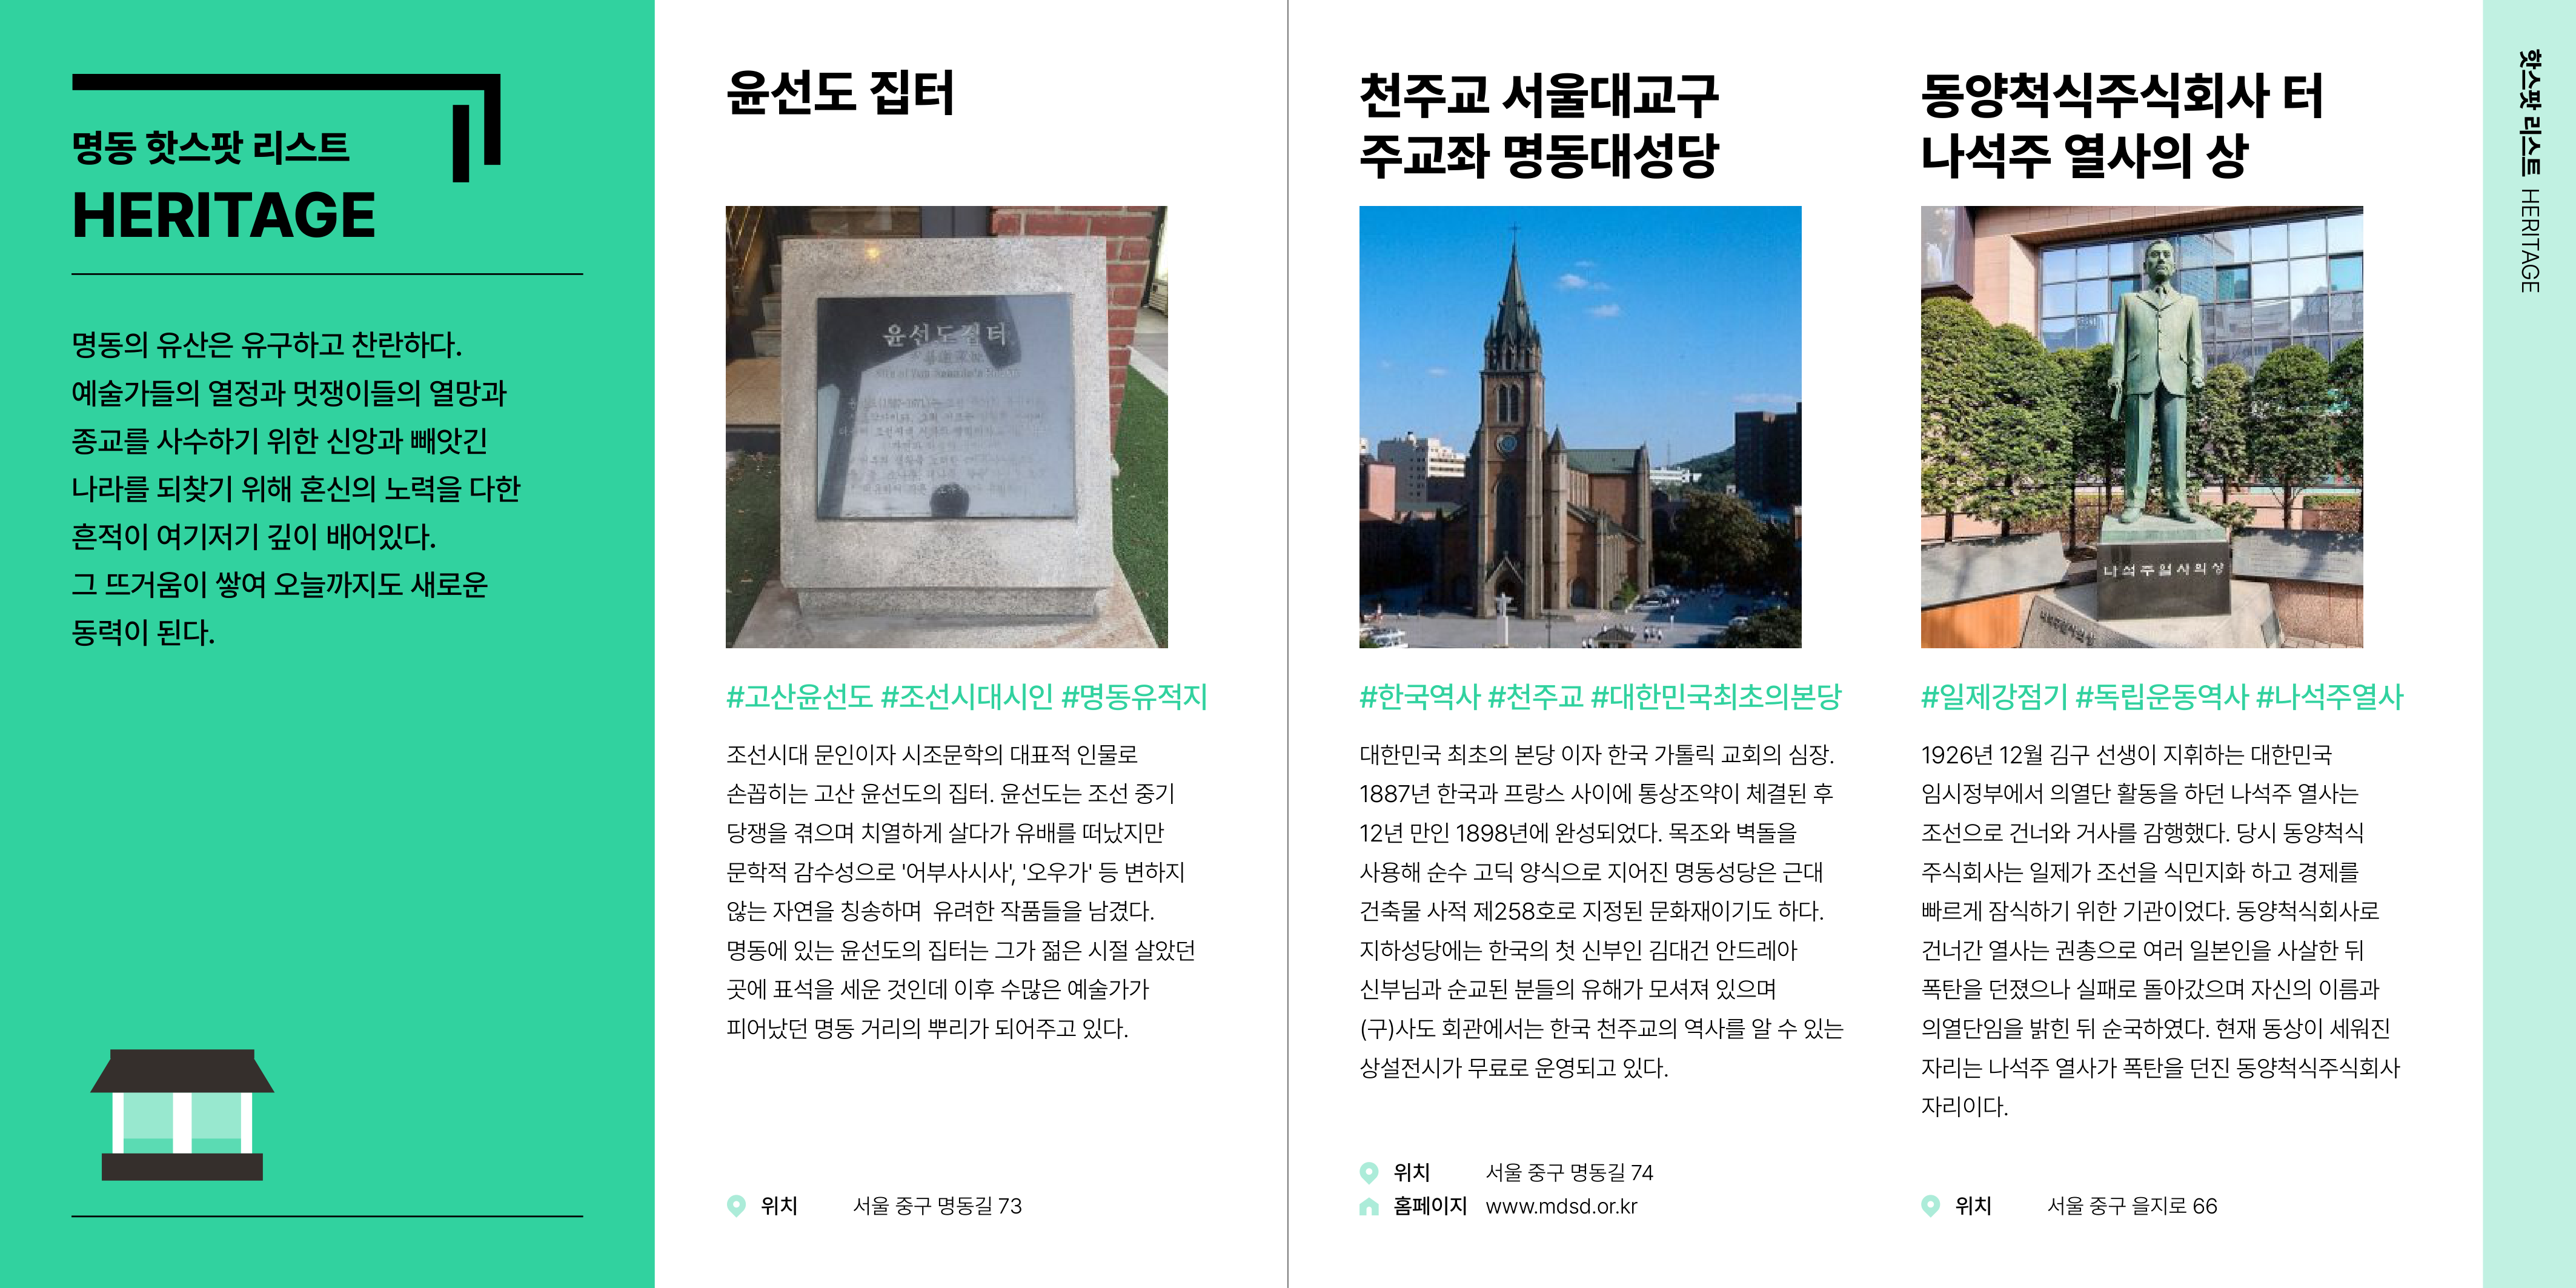 명동 핫스팟 리스트
HERITAGE
명동의 유산은 유구하고 찬란하다.
예술가들의 열정과 멋쟁이들의 열망과
종교를 사수하기 위한 신앙과 빼앗긴
나라를 되찾기 위해 혼신의 노력을 다한
흔적이 여기저기 깊이 배어있다.
그 뜨거움이 쌓여 오늘까지도 새로운
동력이 된다.
윤선도 집터
윤선도집터
#고산윤선도 #조선시대시인 #명동유적지
조선시대 문인이자 시조문학의 대표적 인물로
손꼽히는 고산 윤선도의 집터. 윤선도는 조선 중기
당쟁을 겪으며 치열하게 살다가 유배를 떠났지만
문학적 감수성으로 '어부사시사', '오우가' 등 변하지
않는 자연을 칭송하며 유려한 작품들을 남겼다.
명동에 있는 윤선도의 집터는 그가 젊은 시절 살았던
곳에 표석을 세운 것인데 이후 수많은 예술가가
피어났던 명동 거리의 뿌리가 되어주고 있다.
위치 서울 중구 명동길 73
천주교 서울대교구
주교좌 명동대성당
#한국역사 #천주교 #대한민국최초의본당
대한민국 최초의 본당 이자 한국 가톨릭 교회의 심장.
1887년 한국과 프랑스 사이에 통상조약이 체결된 후
12년 만인 1898년에 완성되었다. 목조와 벽돌을
사용해 순수 고딕 양식으로 지어진 명동성당은 근대
건축물 사적 제258호로 지정된 문화재이기도 하다.
지하성당에는 한국의 첫 신부인 김대건 안드레아
신부님과 순교된 분들의 유해가 모셔져 있으며
(구)사도 회관에서는 한국 천주교의 역사를 알 수 있는
상설전시가 무료로 운영되고 있다.
위치 서울 중구 명동길 74
홈페이지 www.mdsd.or.kr
동양척식주식회사 터
나석주 열사의 상
나석주열사의상
#일제강점기 #독립운동역사 #나석주열사
1926년 12월 김구 선생이 지휘하는 대한민국
임시정부에서 의열단 활동을 하던 나석주 열사는
조선으로 건너와 거사를 감행했다. 당시 동양척식
주식회사는 일제가 조선을 식민지화 하고 경제를
빠르게 잠식하기 위한 기관이었다. 동양척식회사로
건너간 열사는 권총으로 여러 일본인을 사살한 뒤
폭탄을 던졌으나 실패로 돌아갔으며 자신의 이름과
의열단임을 밝힌 뒤 순국하였다. 현재 동상이 세워진
자리는 나석주 열사가 폭탄을 던진 동양척식주식회사
자리이다.
위치 서울 중구 을지로 66
핫스팟 리스트 HERITAGE